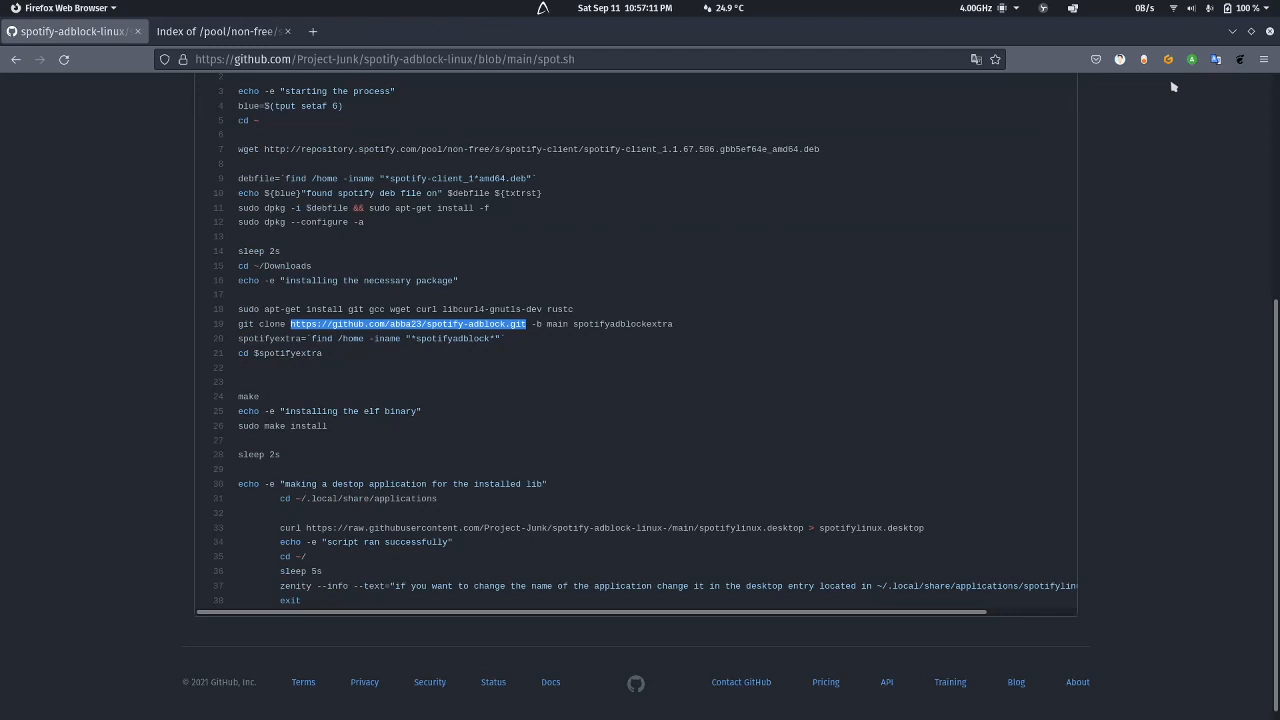 Firefox Web Browser
Sat Sep 11 10:57:11 PM
24.9 °C
4.00GHz
0B/s
100 %
spotify-adblock-linux/
Index of /pool/non-free/s
https://github.com/Project-Junk/spotify-adblock-linux/blob/main/spot.sh
2
3 echo -e "starting the process"
4 blue=$(tput setaf 6)
5 cd ~
6
7 wget http://repository.spotify.com/pool/non-free/s/spotify-client/spotify-client_1.1.67.586.gbb5ef64e_amd64.deb
8
9 debfile=`find /home -iname "*spotify-client_1*amd64.deb"`
10 echo ${blue}"found spotify deb file on" $debfile ${txtrst}
11 sudo dpkg -i $debfile && sudo apt-get install -f
12 sudo dpkg --configure -a
13
14 sleep 2s
15 cd ~/Downloads
16 echo -e "installing the necessary package"
17
18 sudo apt-get install git gcc wget curl libcurl4-gnutls-dev rustc
19 git clone https://github.com/abba23/spotify-adblock.git -b main spotifyadblockextra
20 spotifyextra=`find /home -iname "*spotifyadblock*"`
21 cd $spotifyextra
22
23
24 make
25 echo -e "installing the elf binary"
26 sudo make install
27
28 sleep 2s
29
30 echo -e "making a destop application for the installed lib"
31 cd ~/.local/share/applications
32
33 curl https://raw.githubusercontent.com/Project-Junk/spotify-adblock-linux-/main/spotifylinux.desktop > spotifylinux.desktop
34 echo -e "script ran successfully"
35 cd ~/
36 sleep 5s
37 zenity --info --text="if you want to change the name of the application change it in the desktop entry located in ~/.local/share/applications/spotifylinu
38 exit
© 2021 GitHub, Inc.
Terms
Privacy
Security
Status
Docs
Contact GitHub
Pricing
API
Training
Blog
About